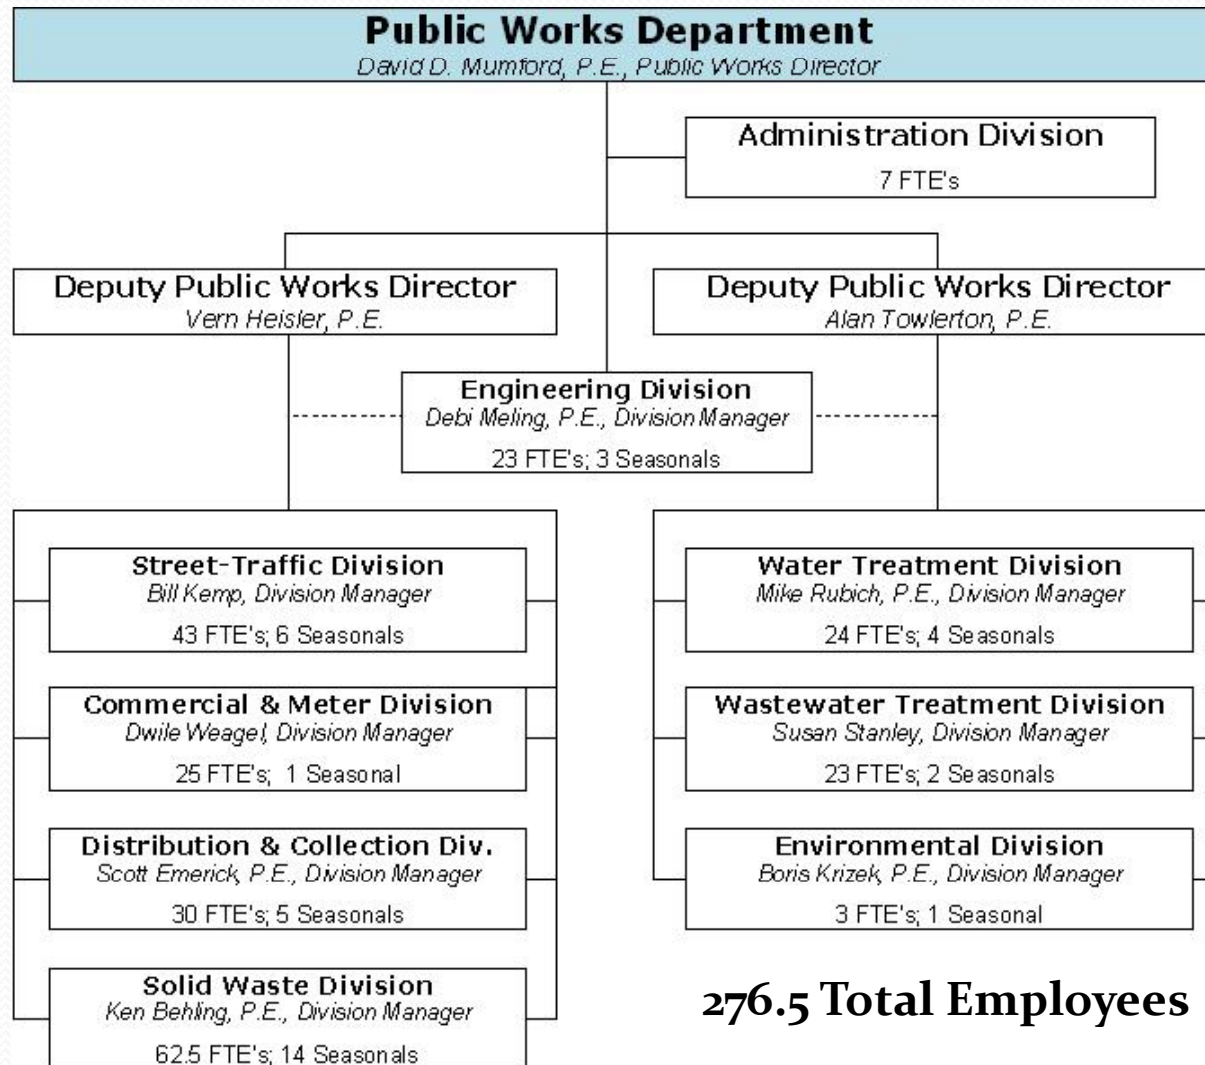 Public Works Department
David D. Mumford, P.E., Public Works Director
Administration Division
7 FTE's
Deputy Public Works Director
Vern Heisler, P.E.
Deputy Public Works Director
Alan Towlerton, P.E.
Engineering Division
Debi Meling, P.E., Division Manager
23 FTE's; 3 Seasonals
Street-Traffic Division
Bill Kemp, Division Manager
43 FTE's; 6 Seasonals
Commercial & Meter Division
Dwile Weagel, Division Manager
25 FTE's; 1 Seasonal
Distribution & Collection Div.
Scott Emerick, P.E., Division Manager
30 FTE's; 5 Seasonals
Solid Waste Division
Ken Behling, P.E., Division Manager
62.5 FTE's; 14 Seasonals
Water Treatment Division
Mike Rubich, P.E., Division Manager
24 FTE's; 4 Seasonals
Wastewater Treatment Division
Susan Stanley, Division Manager
23 FTE's; 2 Seasonals
Environmental Division
Boris Krizek, P.E., Division Manager
3 FTE's; 1 Seasonal
276.5 Total Employees